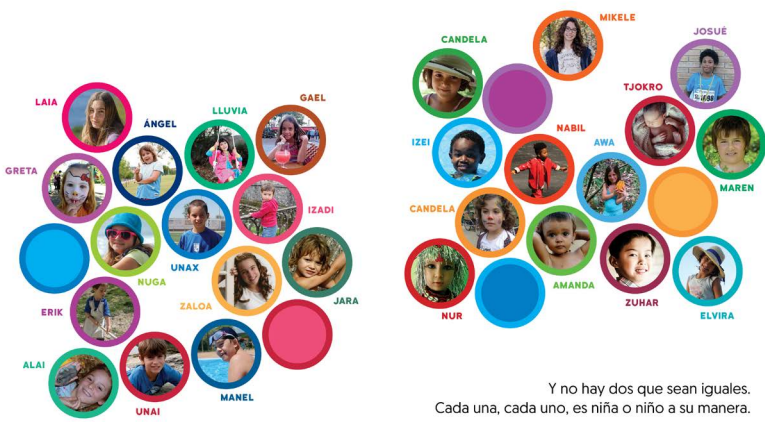 LAIA
ÁNGEL
LLUVIA
GAEL
GRETA
IZADI
UNAX
NUGA
JARA
ZALOA
ERIK
ALAI
UNAI
MANEL
MIKELE
CANDELA
JOSUÉ
TJOKRO
NABIL
IZEI
AWA
MAREN
CANDELA
AMANDA
ZUHAR
NUR
ELVIRA
Y no hay dos que sean iguales.
Cada una, cada uno, es niña o niño a su manera.